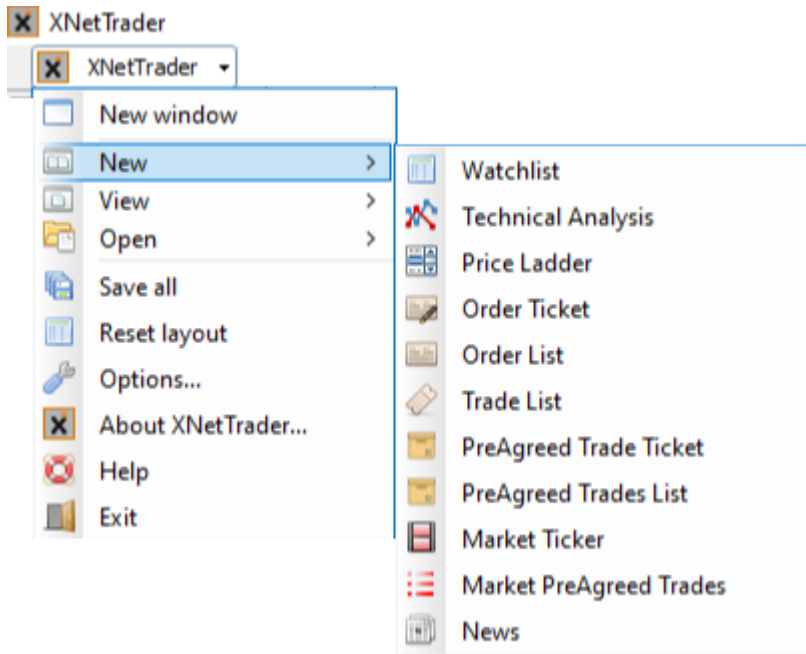 XNetTrader
XNetTrader
New window
New
View
Open
Save all
Reset layout
Options...
About XNetTrader...
Help
Exit
Watchlist
Technical Analysis
Price Ladder
Order Ticket
Order List
Trade List
PreAgreed Trade Ticket
PreAgreed Trades List
Market Ticker
Market PreAgreed Trades
News